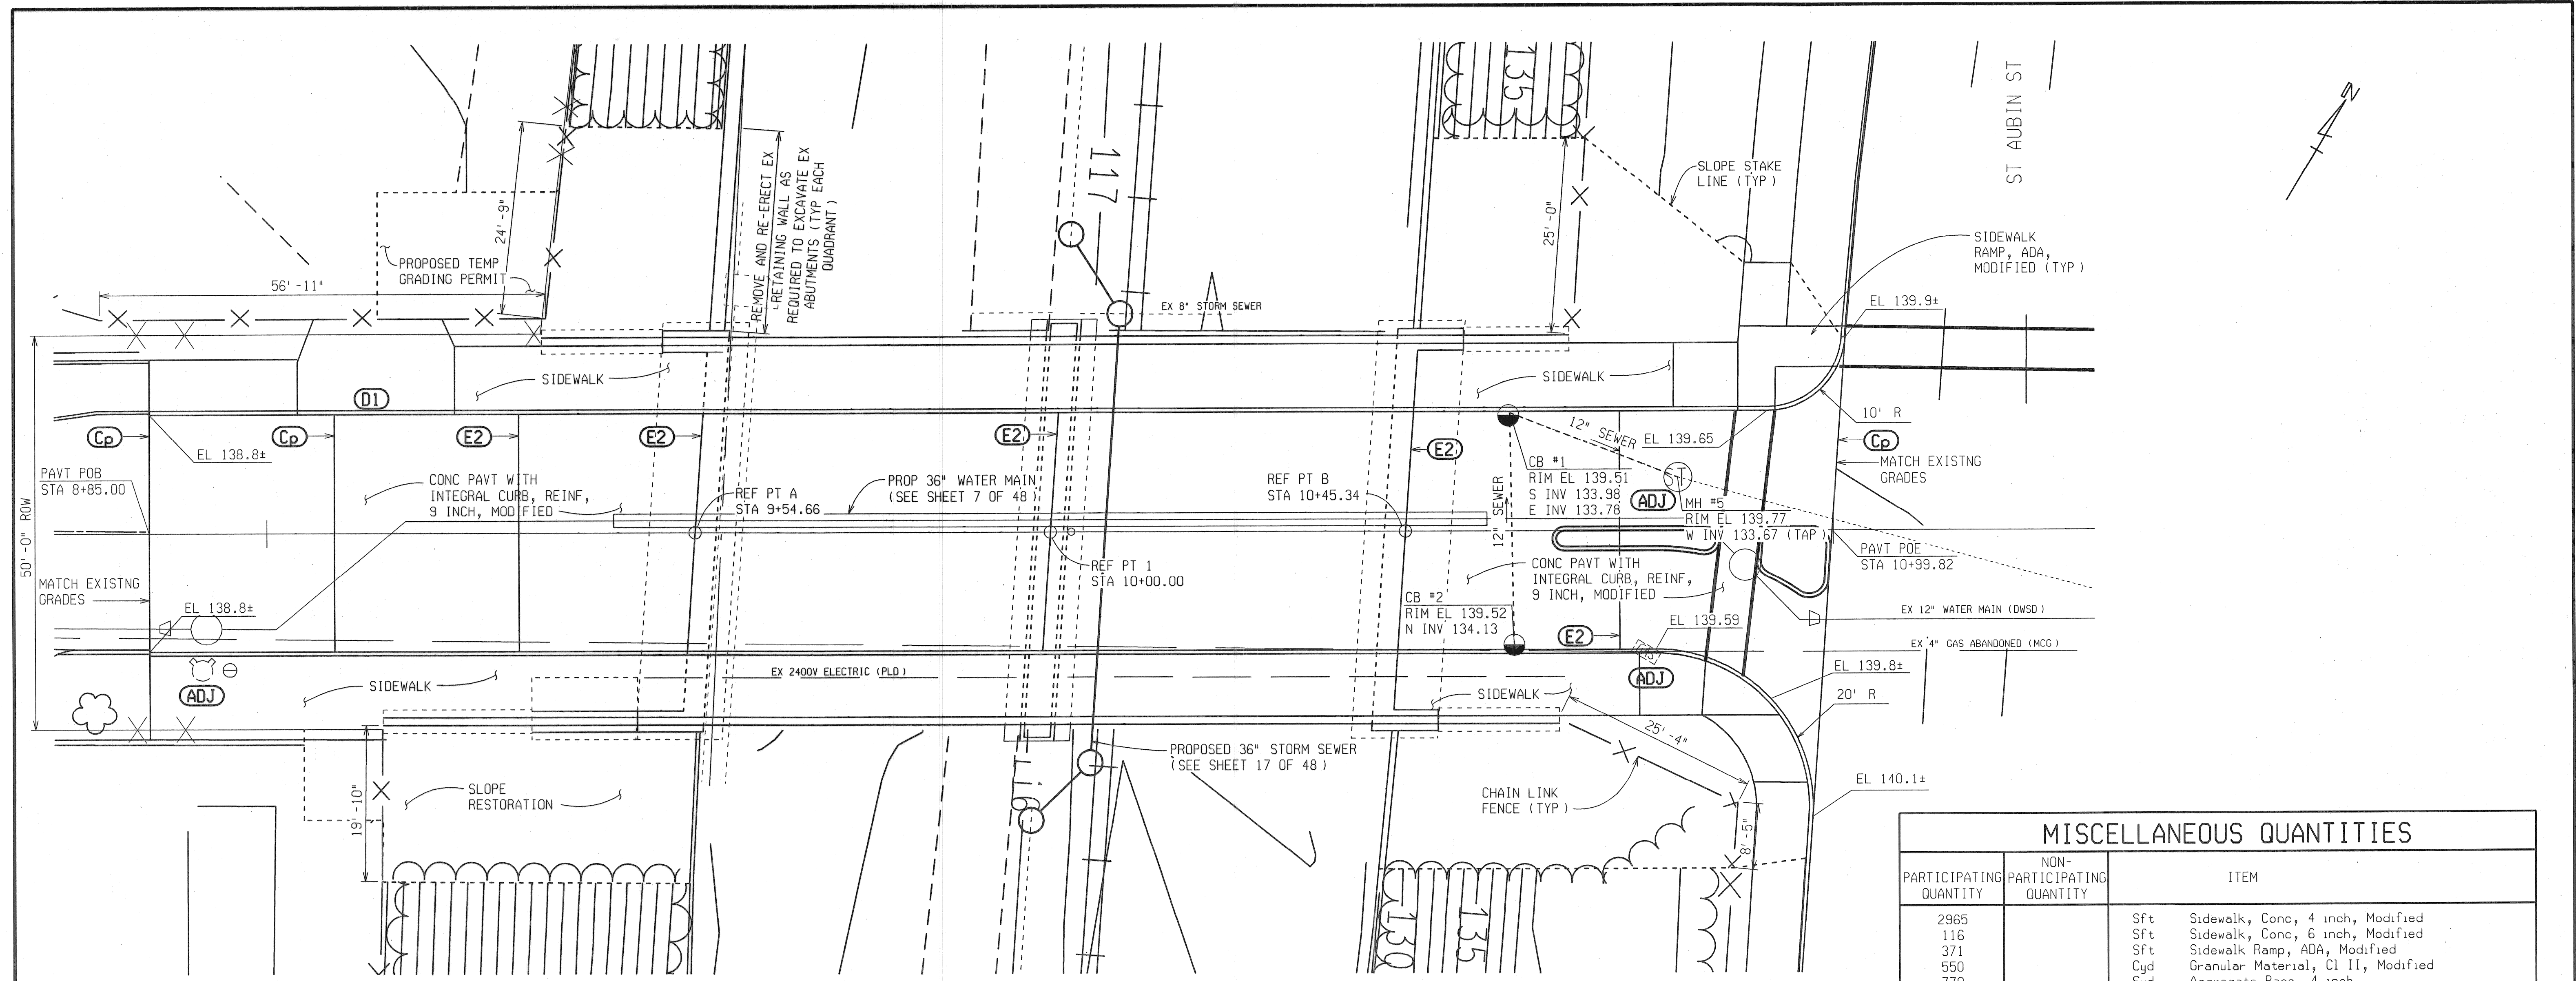 135
ST AUBIN ST
N
117
REMOVE AND RE-ERECT EX
RETAINING WALL AS
REQUIRED TO EXCAVATE EX
ABUTMENTS (TYP EACH
QUADRANT)
SLOPE STAKE
LINE (TYP)
24'-9"
25'-0"
PROPOSED TEMP
GRADING PERMIT
SIDEWALK
RAMP, ADA,
MODIFIED (TYP)
56'-11"
EX 8" STORM SEWER
EL 139.9±
SIDEWALK
SIDEWALK
D1
10' R
Cp
Cp
E2
E2
E2
E2
12" SEWER
EL 139.65
Cp
EL 138.8±
MATCH EXISTNG
GRADES
PAVT POB
STA 8+85.00
CONC PAVT WITH
INTEGRAL CURB, REINF,
9 INCH, MODIFIED
REF PT A
STA 9+54.66
PROP 36" WATER MAIN
(SEE SHEET 7 OF 48)
REF PT B
STA 10+45.34
12" SEWER
CB #1
RIM EL 139.51
S INV 133.98
E INV 133.78
ADJ
ST
MH #5
RIM EL 139.77
W INV 133.67 (TAP)
50'-0" ROW
REF PT 1
STA 10+00.00
PAVT POE
STA 10+99.82
CONC PAVT WITH
INTEGRAL CURB, REINF,
9 INCH, MODIFIED
MATCH EXISTNG
GRADES
EL 138.8±
CB #2
RIM EL 139.52
N INV 134.13
EX 12" WATER MAIN (DWSD)
EL 139.59
E2
EX 4" GAS ABANDONED (MCG)
EX 2400V ELECTRIC (PLD)
EL 139.8±
ADJ
SIDEWALK
ADJ
SIDEWALK
20' R
25'-4"
PROPOSED 36" STORM SEWER
(SEE SHEET 17 OF 48)
116
EL 140.1±
SLOPE
RESTORATION
CHAIN LINK
FENCE (TYP)
19'-10"
8'-5"
130
135
MISCELLANEOUS QUANTITIES
PARTICIPATING
QUANTITY
NON-
PARTICIPATING
QUANTITY
ITEM
2965 Sft Sidewalk, Conc, 4 inch, Modified
116 Sft Sidewalk, Conc, 6 inch, Modified
371 Sft Sidewalk Ramp, ADA, Modified
550 Cyd Granular Material, Cl II, Modified